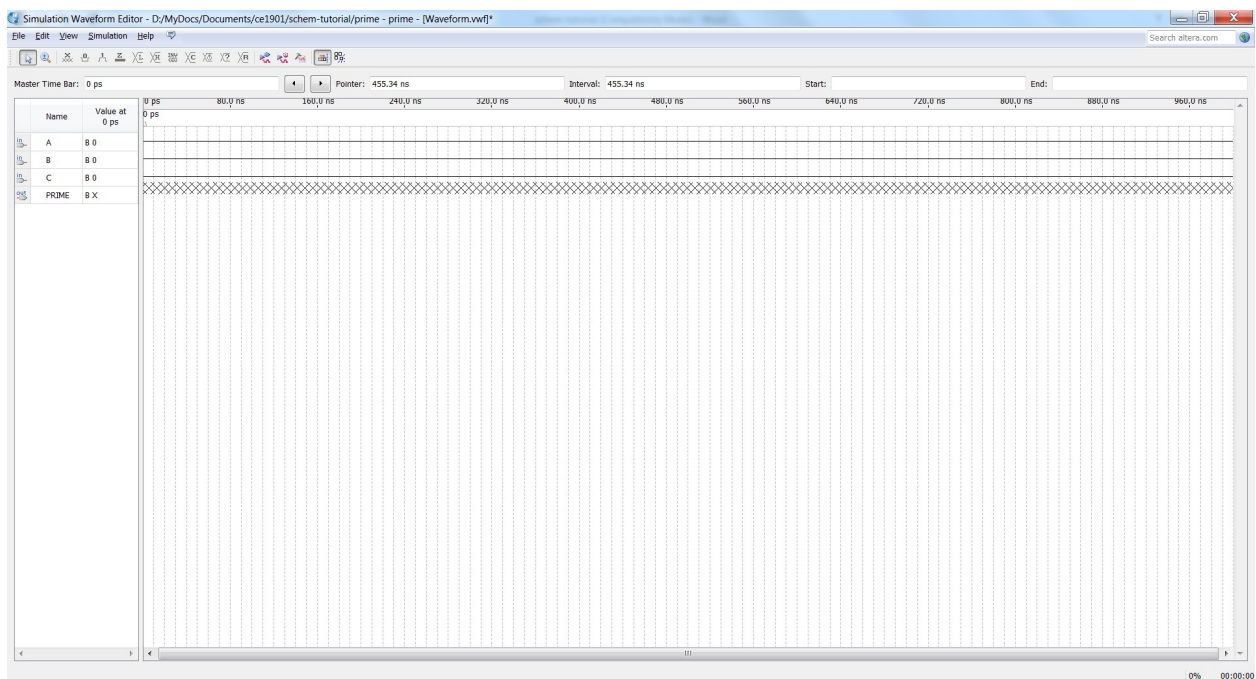 Simulation Waveform Editor - D:/MyDocs/Documents/ce1901/schem-tutorial/prime - prime - [Waveform.vwf]*
File Edit View Simulation Help
Search altera.com
Master Time Bar: 0 ps Pointer: 455.34 ns Interval: 455.34 ns Start: End:
Name Value at 0 ps
0 ps 80.0 ns 160.0 ns 240.0 ns 320.0 ns 400.0 ns 480.0 ns 560.0 ns 640.0 ns 720.0 ns 800.0 ns 880.0 ns 960.0 ns
0 ps
in A B 0
in B B 0
in C B 0
out PRIME B X
0% 00:00:00